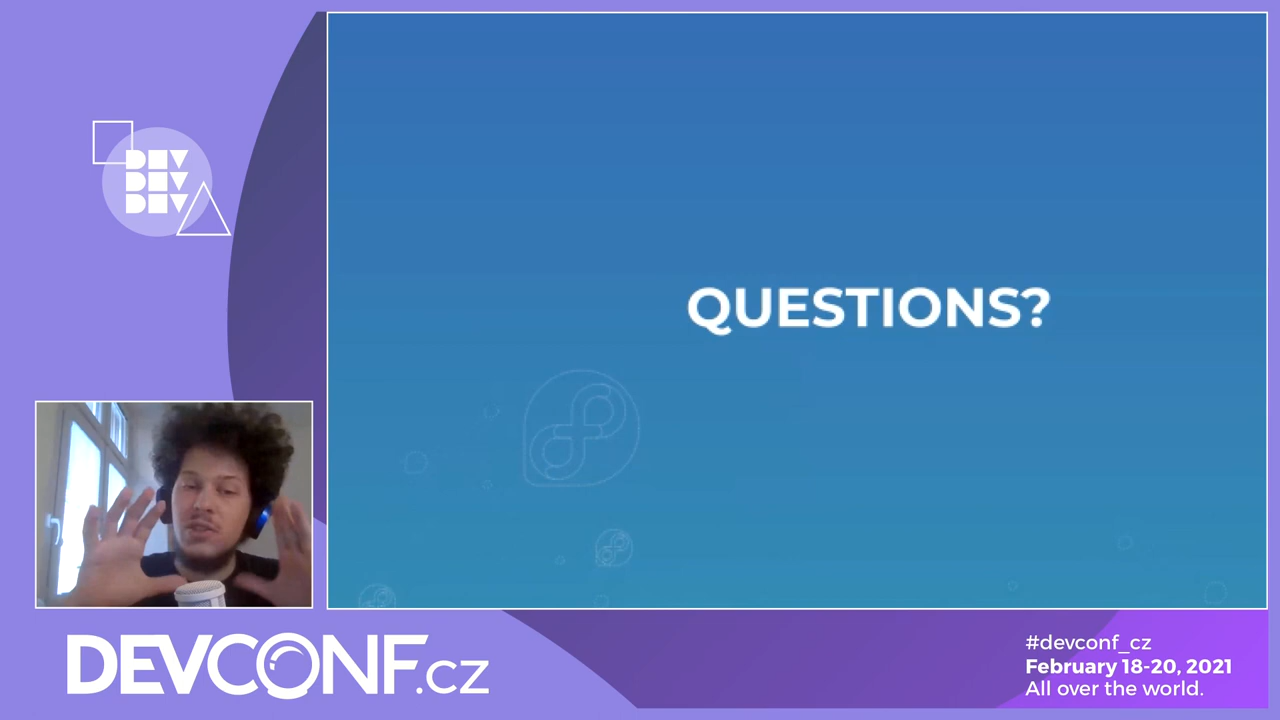 DEV
DEV
DEV
QUESTIONS?
DEVCONF.CZ
#devconf_cz
February 18-20, 2021
All over the world.